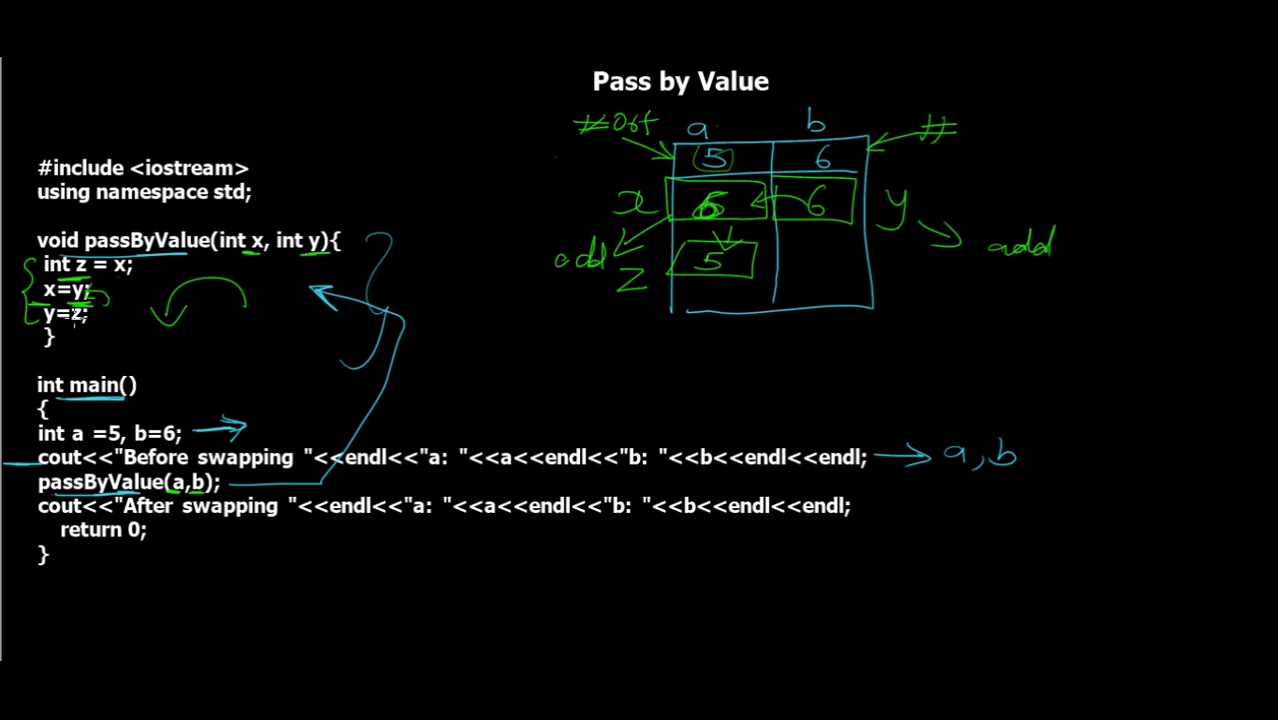 Pass by Value
a b
5 6
x 6 y
add add
z 5
#include <iostream>
using namespace std;
void passByValue(int x, int y){
int z = x;
x=y;
y=z;
}
int main()
{
int a =5, b=6;
cout<<"Before swapping "<<endl<<"a: "<<a<<endl<<"b: "<<b<<endl<<endl; a,b
passByValue(a,b);
cout<<"After swapping "<<endl<<"a: "<<a<<endl<<"b: "<<b<<endl<<endl;
return 0;
}